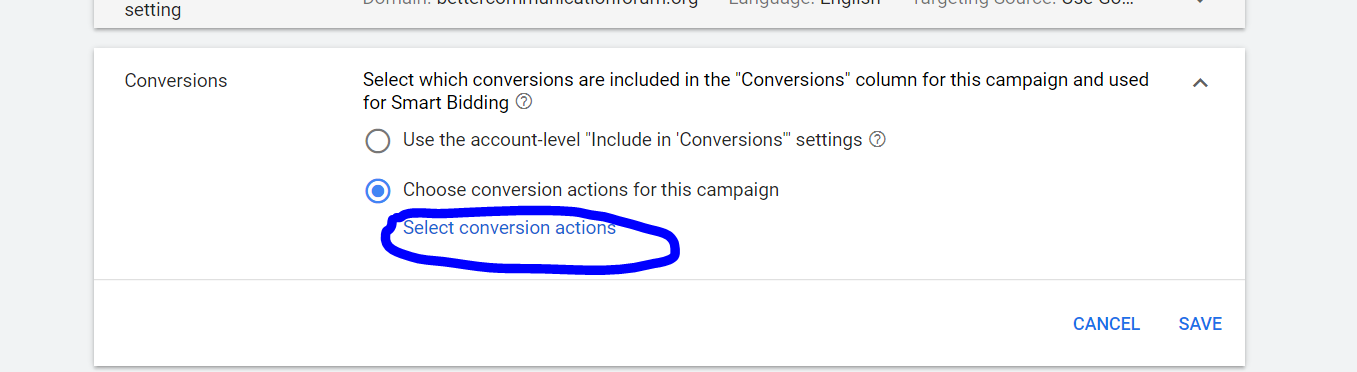 setting
Domain: bettercommunicationforum.org Language: English Targeting Source: Use Go...
Conversions
Select which conversions are included in the "Conversions" column for this campaign and used
for Smart Bidding ?
Use the account-level "Include in 'Conversions'" settings ?
Choose conversion actions for this campaign
Select conversion actions
CANCEL SAVE